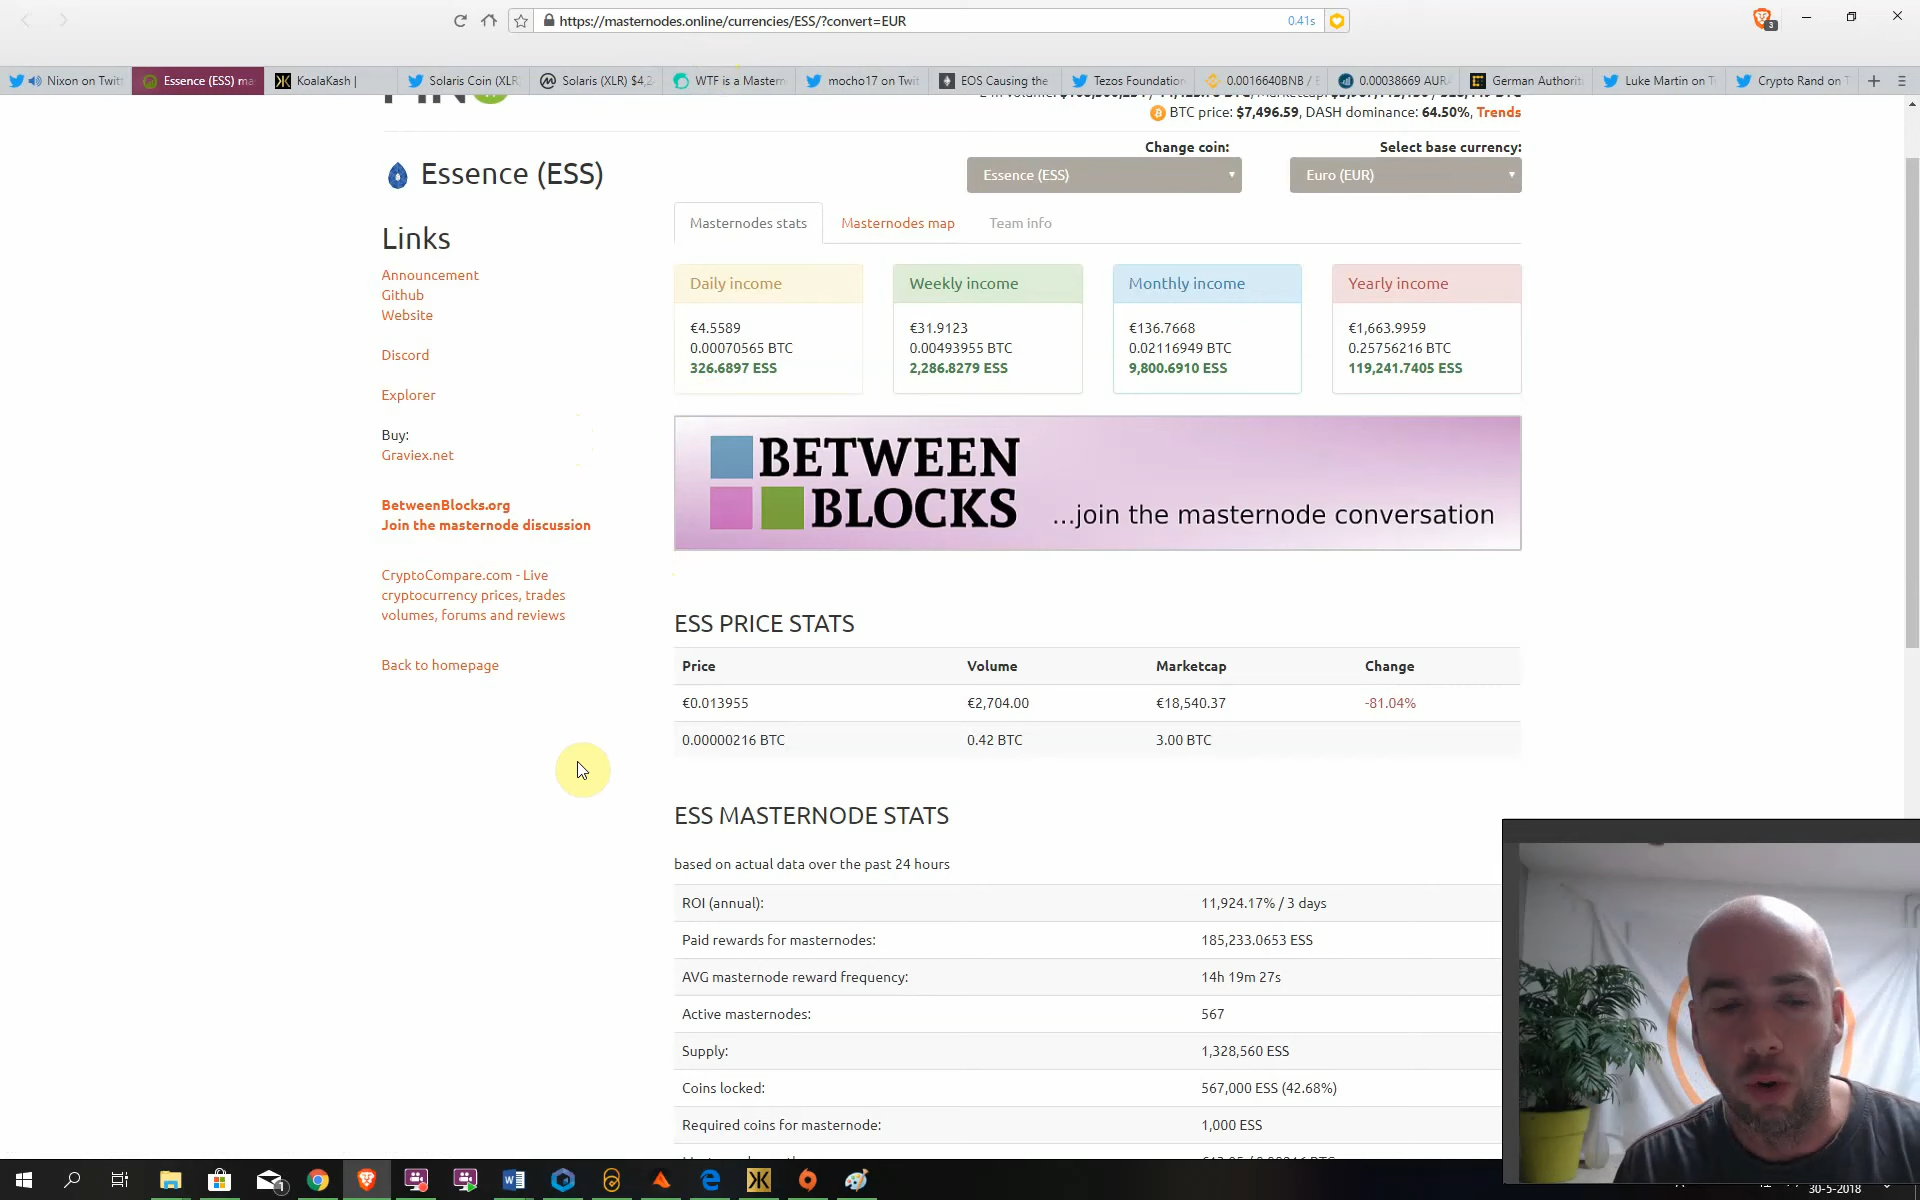 https://masternodes.online/currencies/ESS/?convert=EUR
0.41s
3
Nixon on Twitt
Essence (ESS) ma
KoalaKash |
Solaris Coin (XLR
Solaris (XLR) $4,2
WTF is a Mastern
mocho17 on Twit
EOS Causing the
Tezos Foundation
0.0016640BNB / E
0.00038669 AURA
German Authoriti
Luke Martin on T
Crypto Rand on T
BTC price: $7,496.59, DASH dominance: 64.50%, Trends
Change coin:
Select base currency:
Essence (ESS)
Essence (ESS)
Euro (EUR)
Masternodes stats
Masternodes map
Team info
Links
Announcement
Github
Website
Discord
Explorer
Buy:
Graviex.net
BetweenBlocks.org
Join the masternode discussion
CryptoCompare.com - Live
cryptocurrency prices, trades
volumes, forums and reviews
Back to homepage
Daily income
€4.5589
0.00070565 BTC
326.6897 ESS
Weekly income
€31.9123
0.00493955 BTC
2,286.8279 ESS
Monthly income
€136.7668
0.02116949 BTC
9,800.6910 ESS
Yearly income
€1,663.9959
0.25756216 BTC
119,241.7405 ESS
BETWEEN
BLOCKS
...join the masternode conversation
ESS PRICE STATS
Price Volume Marketcap Change
€0.013955 €2,704.00 €18,540.37 -81.04%
0.00000216 BTC 0.42 BTC 3.00 BTC
ESS MASTERNODE STATS
based on actual data over the past 24 hours
ROI (annual): 11,924.17% / 3 days
Paid rewards for masternodes: 185,233.0653 ESS
AVG masternode reward frequency: 14h 19m 27s
Active masternodes: 567
Supply: 1,328,560 ESS
Coins locked: 567,000 ESS (42.68%)
Required coins for masternode: 1,000 ESS
1
30-5-2018